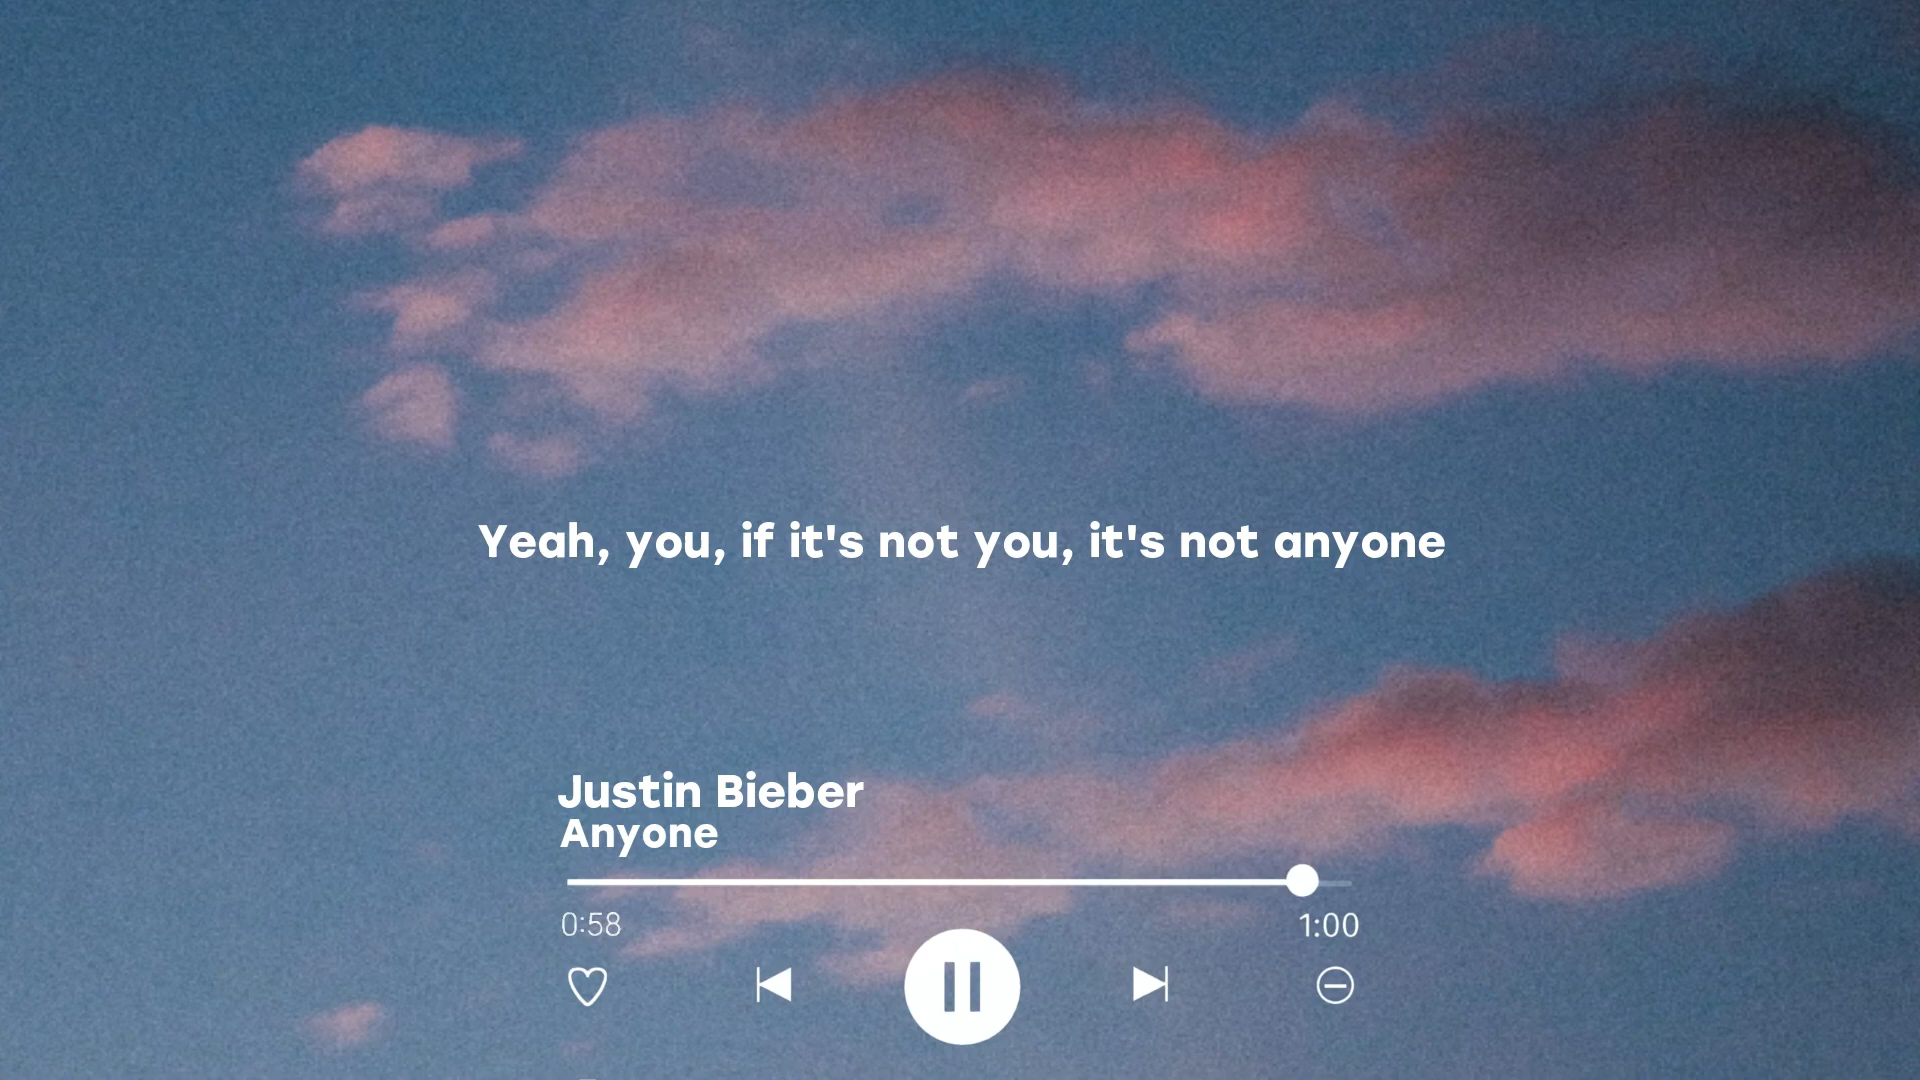 Yeah, you, if it's not you, it's not anyone
Justin Bieber
Anyone
0:58
1:00